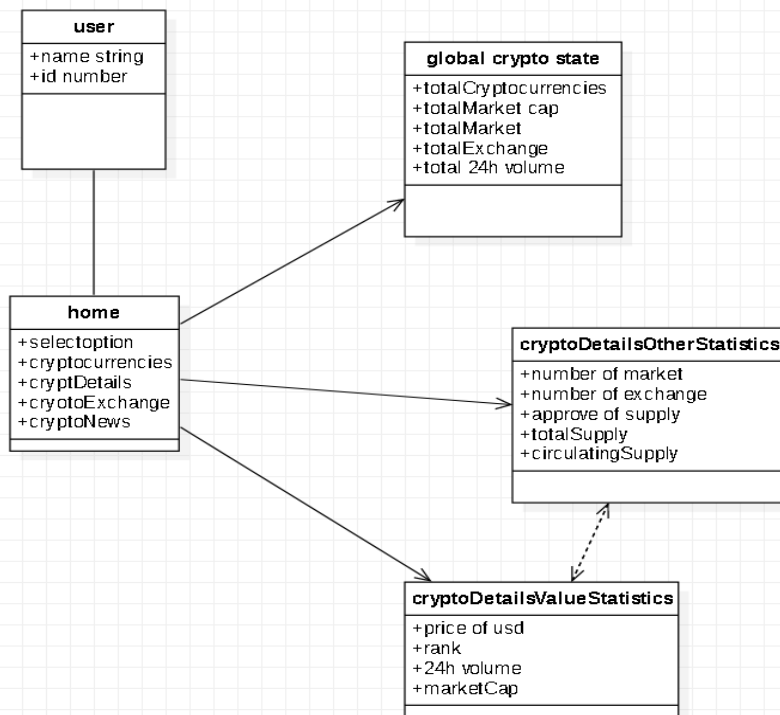 user
+name string
+id number
global crypto state
+totalCryptocurrencies
+totalMarket cap
+totalMarket
+totalExchange
+total 24h volume
home
+selectoption
+cryptocurrencies
+cryptDetails
+cryotoExchange
+cryptoNews
cryptoDetailsOtherStatistics
+number of market
+number of exchange
+approve of supply
+totalSupply
+circulatingSupply
cryptoDetailsValueStatistics
+price of usd
+rank
+24h volume
+marketCap